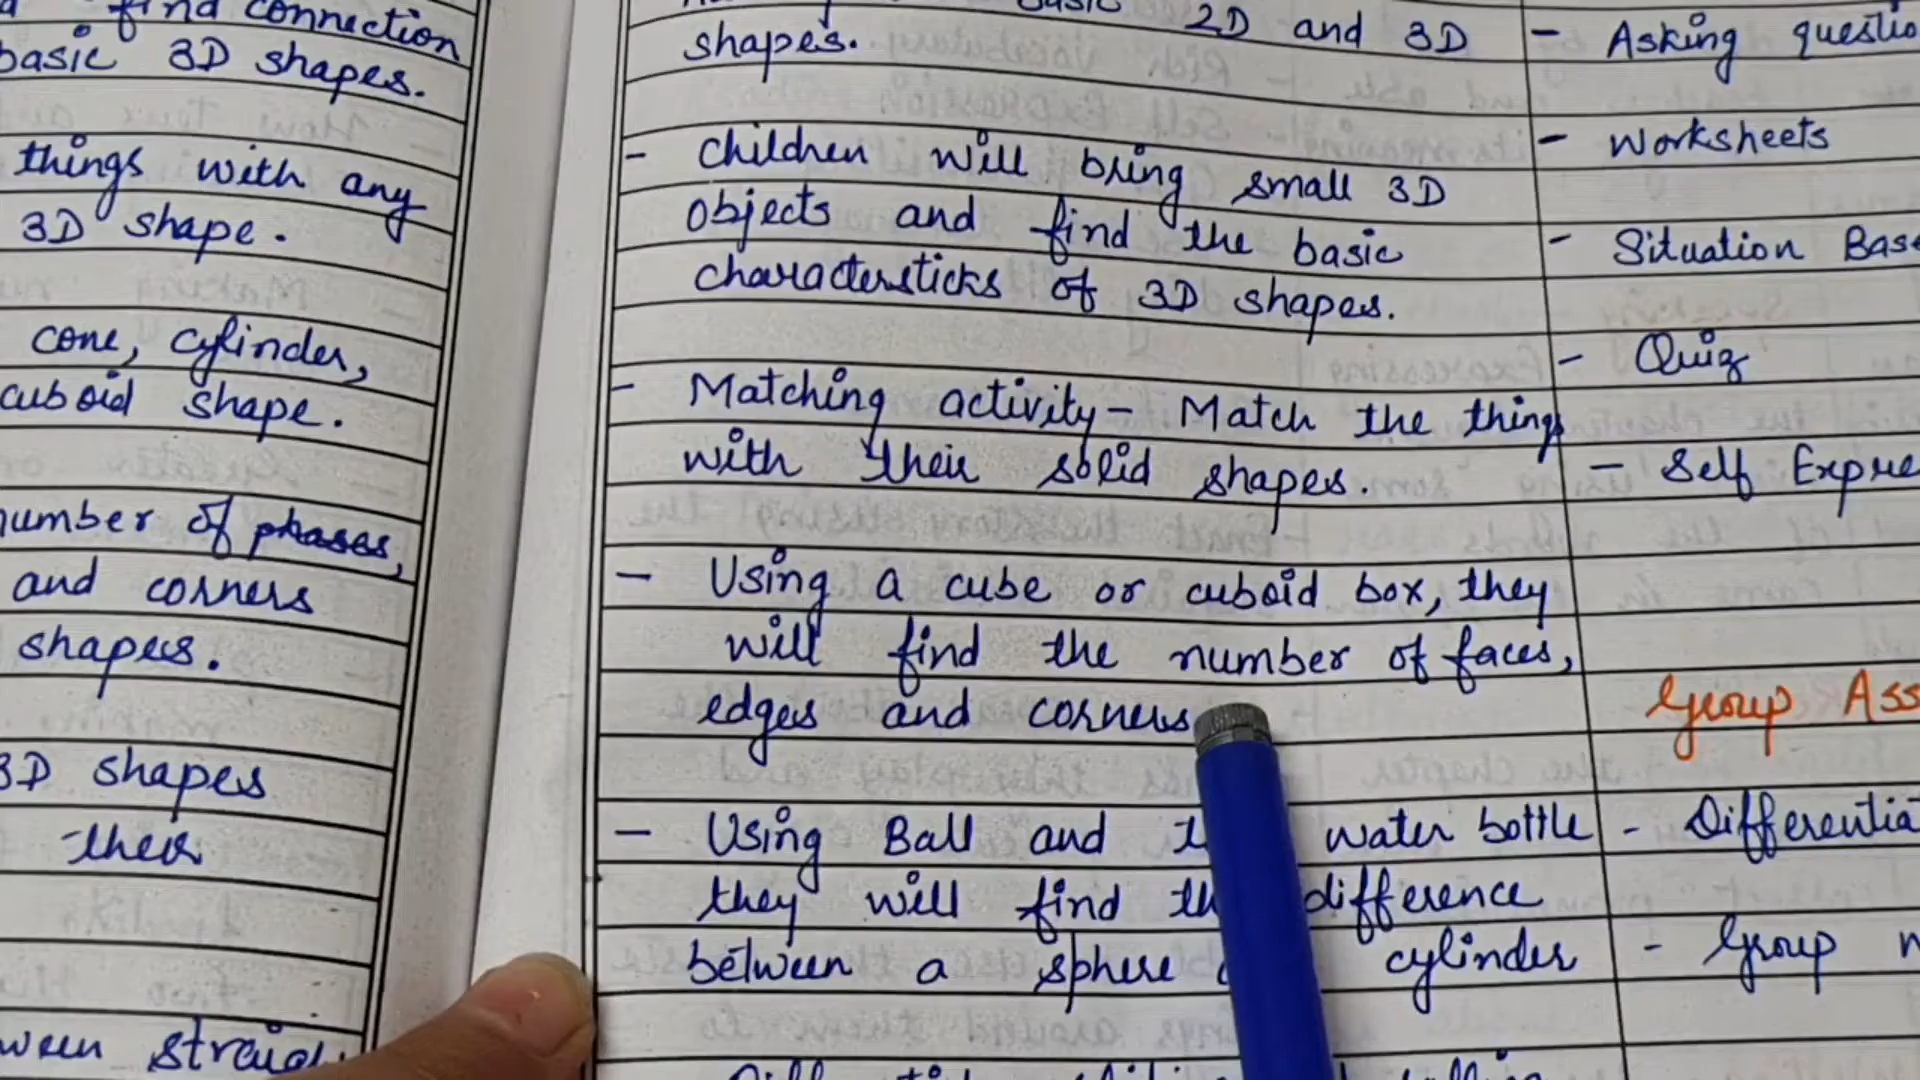 find connection
basic 3D shapes.
things with any
3D shape.
cone, cylinder,
cuboid shape.
number of phases,
and corners
shapes.
3D shapes
their
ween
basic 2D and 3D
shapes.
- children will bring small 3D
objects and find the basic
charactersticks of 3D shapes.
- Matching activity - Match the things
with their solid shapes.
- Using a cube or cuboid box, they
will find the number of faces,
edges and corners
- Using Ball and water bottle
they will find difference
between a sphere cylinder
- Asking questio
- Worksheets
- Situation Bas
- Quiz
- Self Expre
Group Ass
- Differentia
- Group